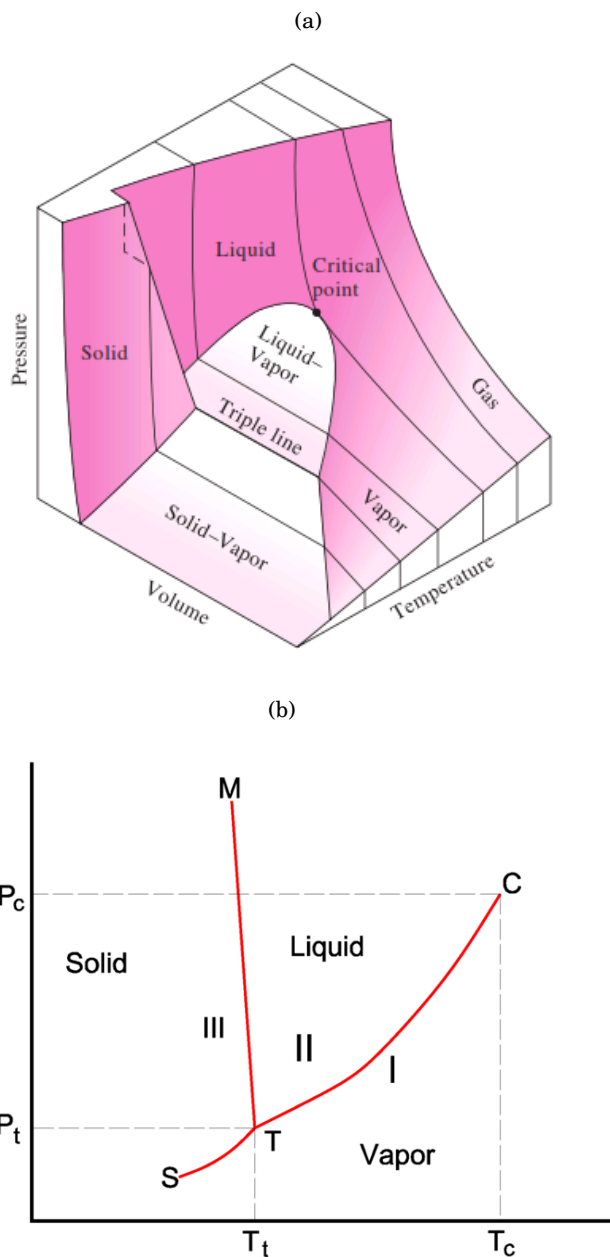 (a)
Pressure
Liquid
Critical
point
Solid
Liquid–
Vapor
Gas
Triple line
Vapor
Solid–Vapor
Volume
Temperature
(b)
M
Pc
C
Solid
Liquid
III
II
I
Pt
T
S
Vapor
Tt
Tc